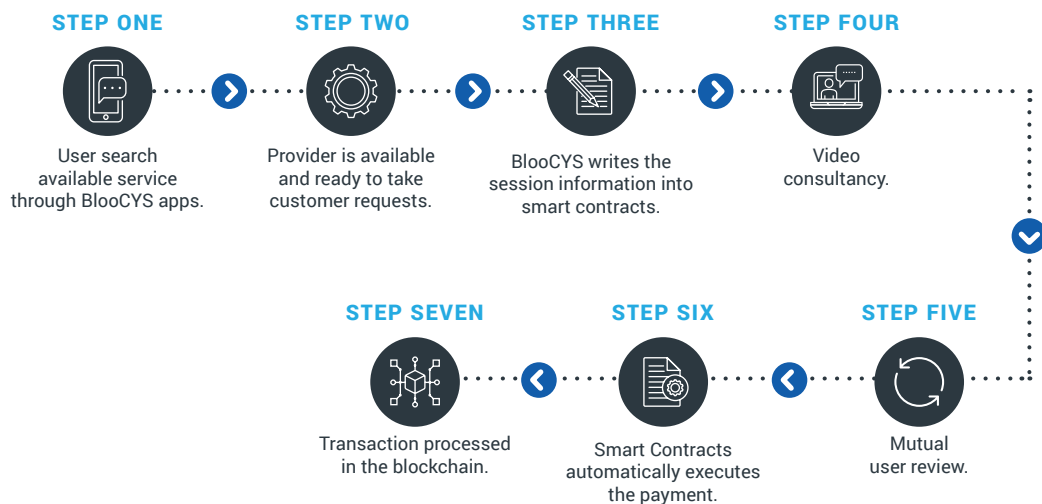 STEP ONE
User search
available service
through BlooCYS apps.
STEP TWO
Provider is available
and ready to take
customer requests.
STEP THREE
BlooCYS writes the
session information into
smart contracts.
STEP FOUR
Video
consultancy.
STEP FIVE
Mutual
user review.
STEP SIX
Smart Contracts
automatically executes
the payment.
STEP SEVEN
Transaction processed
in the blockchain.